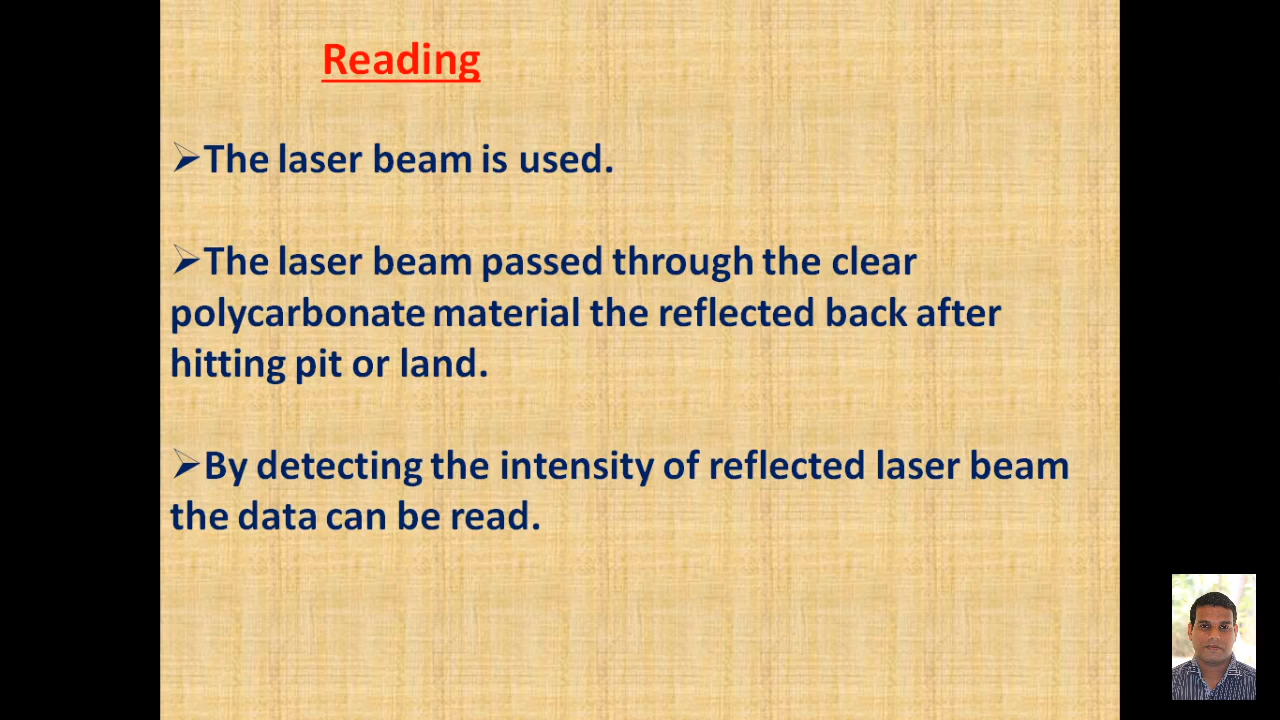 Reading
➢The laser beam is used.
➢The laser beam passed through the clear
polycarbonate material the reflected back after
hitting pit or land.
➢By detecting the intensity of reflected laser beam
the data can be read.